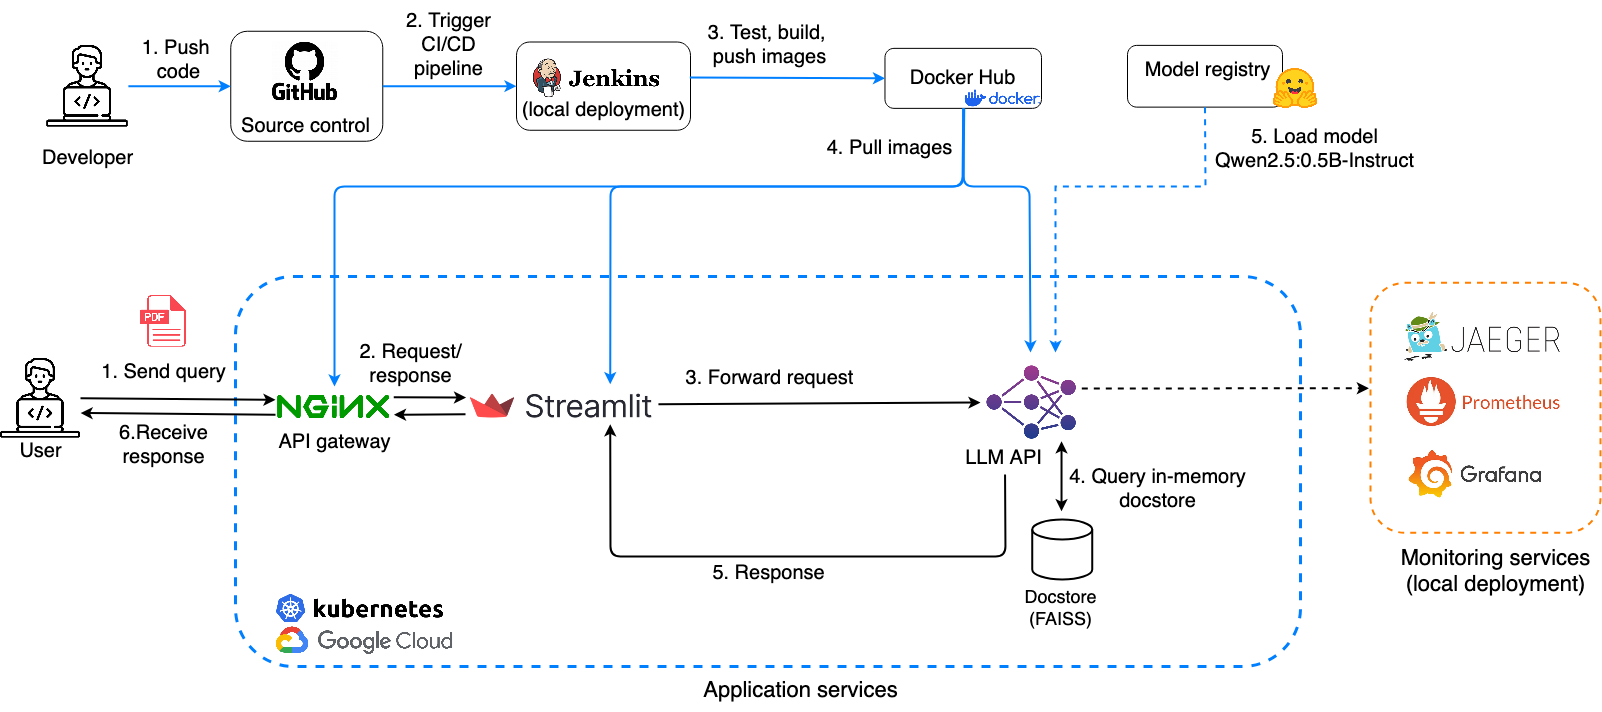 1. Push
code
Developer
GitHub
Source control
2. Trigger
CI/CD
pipeline
Jenkins
(local deployment)
3. Test, build,
push images
Docker Hub
docker
4. Pull images
Model registry
5. Load model
Qwen2.5:0.5B-Instruct
PDF
1. Send query
User
6.Receive
response
NGINX
API gateway
2. Request/
response
Streamlit
3. Forward request
LLM API
4. Query in-memory
docstore
5. Response
Docstore
(FAISS)
kubernetes
Google Cloud
Application services
JAEGER
Prometheus
Grafana
Monitoring services
(local deployment)